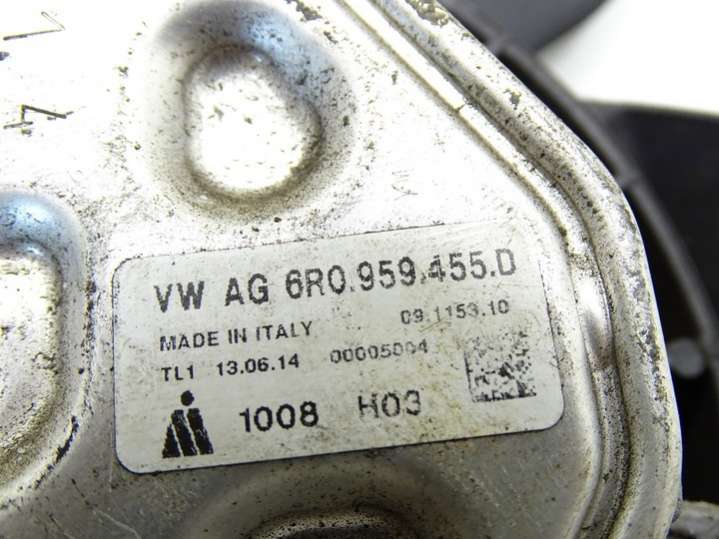 VW AG 6R0.959.455.D
MADE IN ITALY 09.1153.10
TL1 13.06.14 00005004
1008 H03